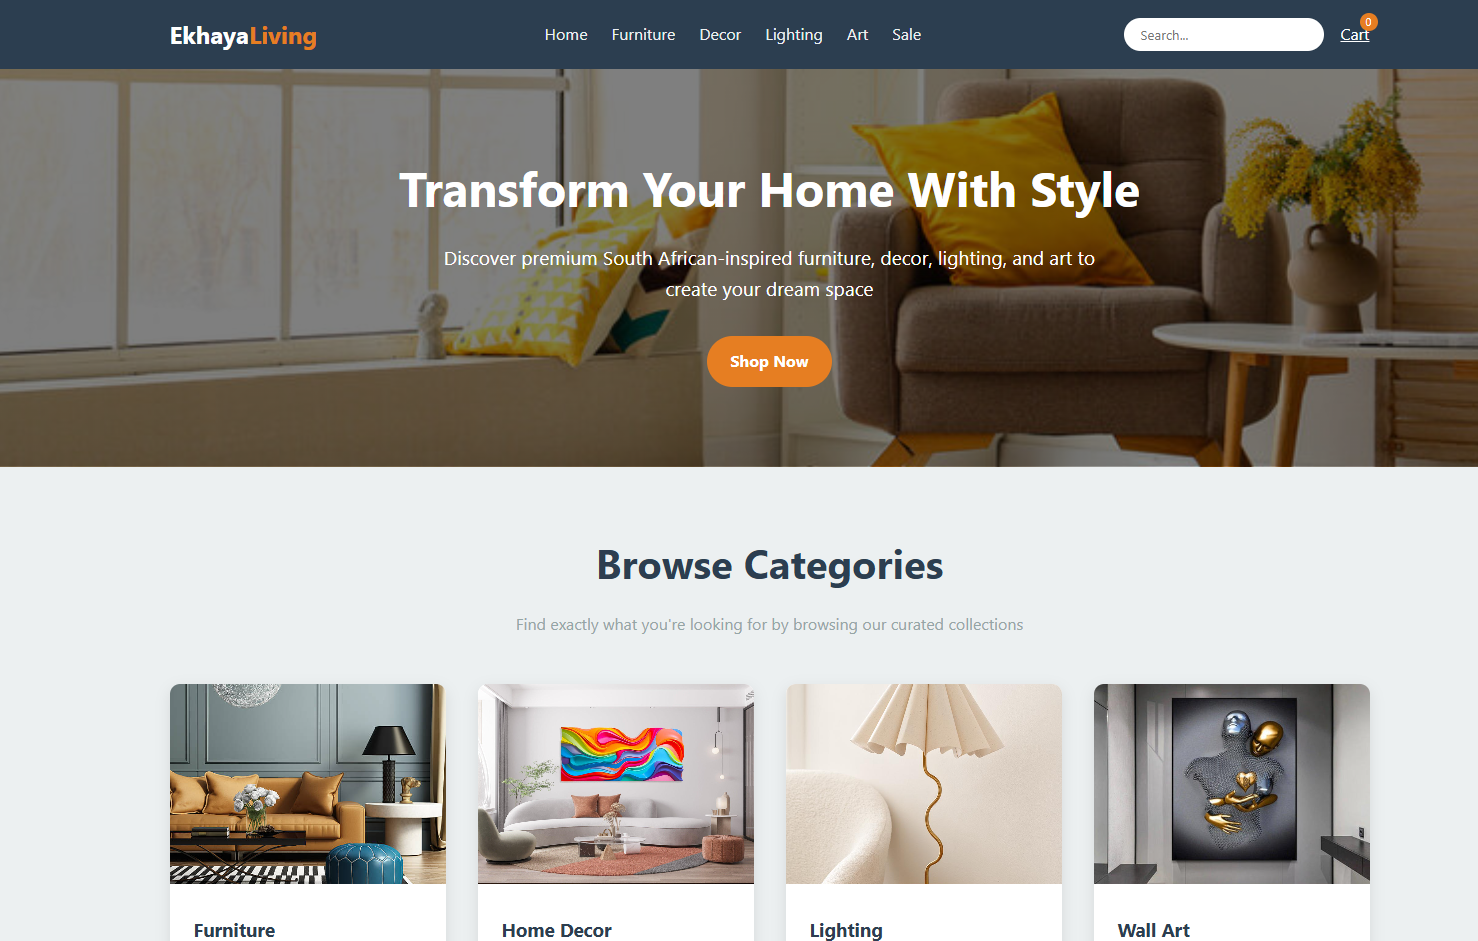 EkhayaLiving
Home Furniture Decor Lighting Art Sale
Search...
Cart
0
Transform Your Home With Style
Discover premium South African-inspired furniture, decor, lighting, and art to
create your dream space
Shop Now
Browse Categories
Find exactly what you're looking for by browsing our curated collections
Furniture
Home Decor
Lighting
Wall Art